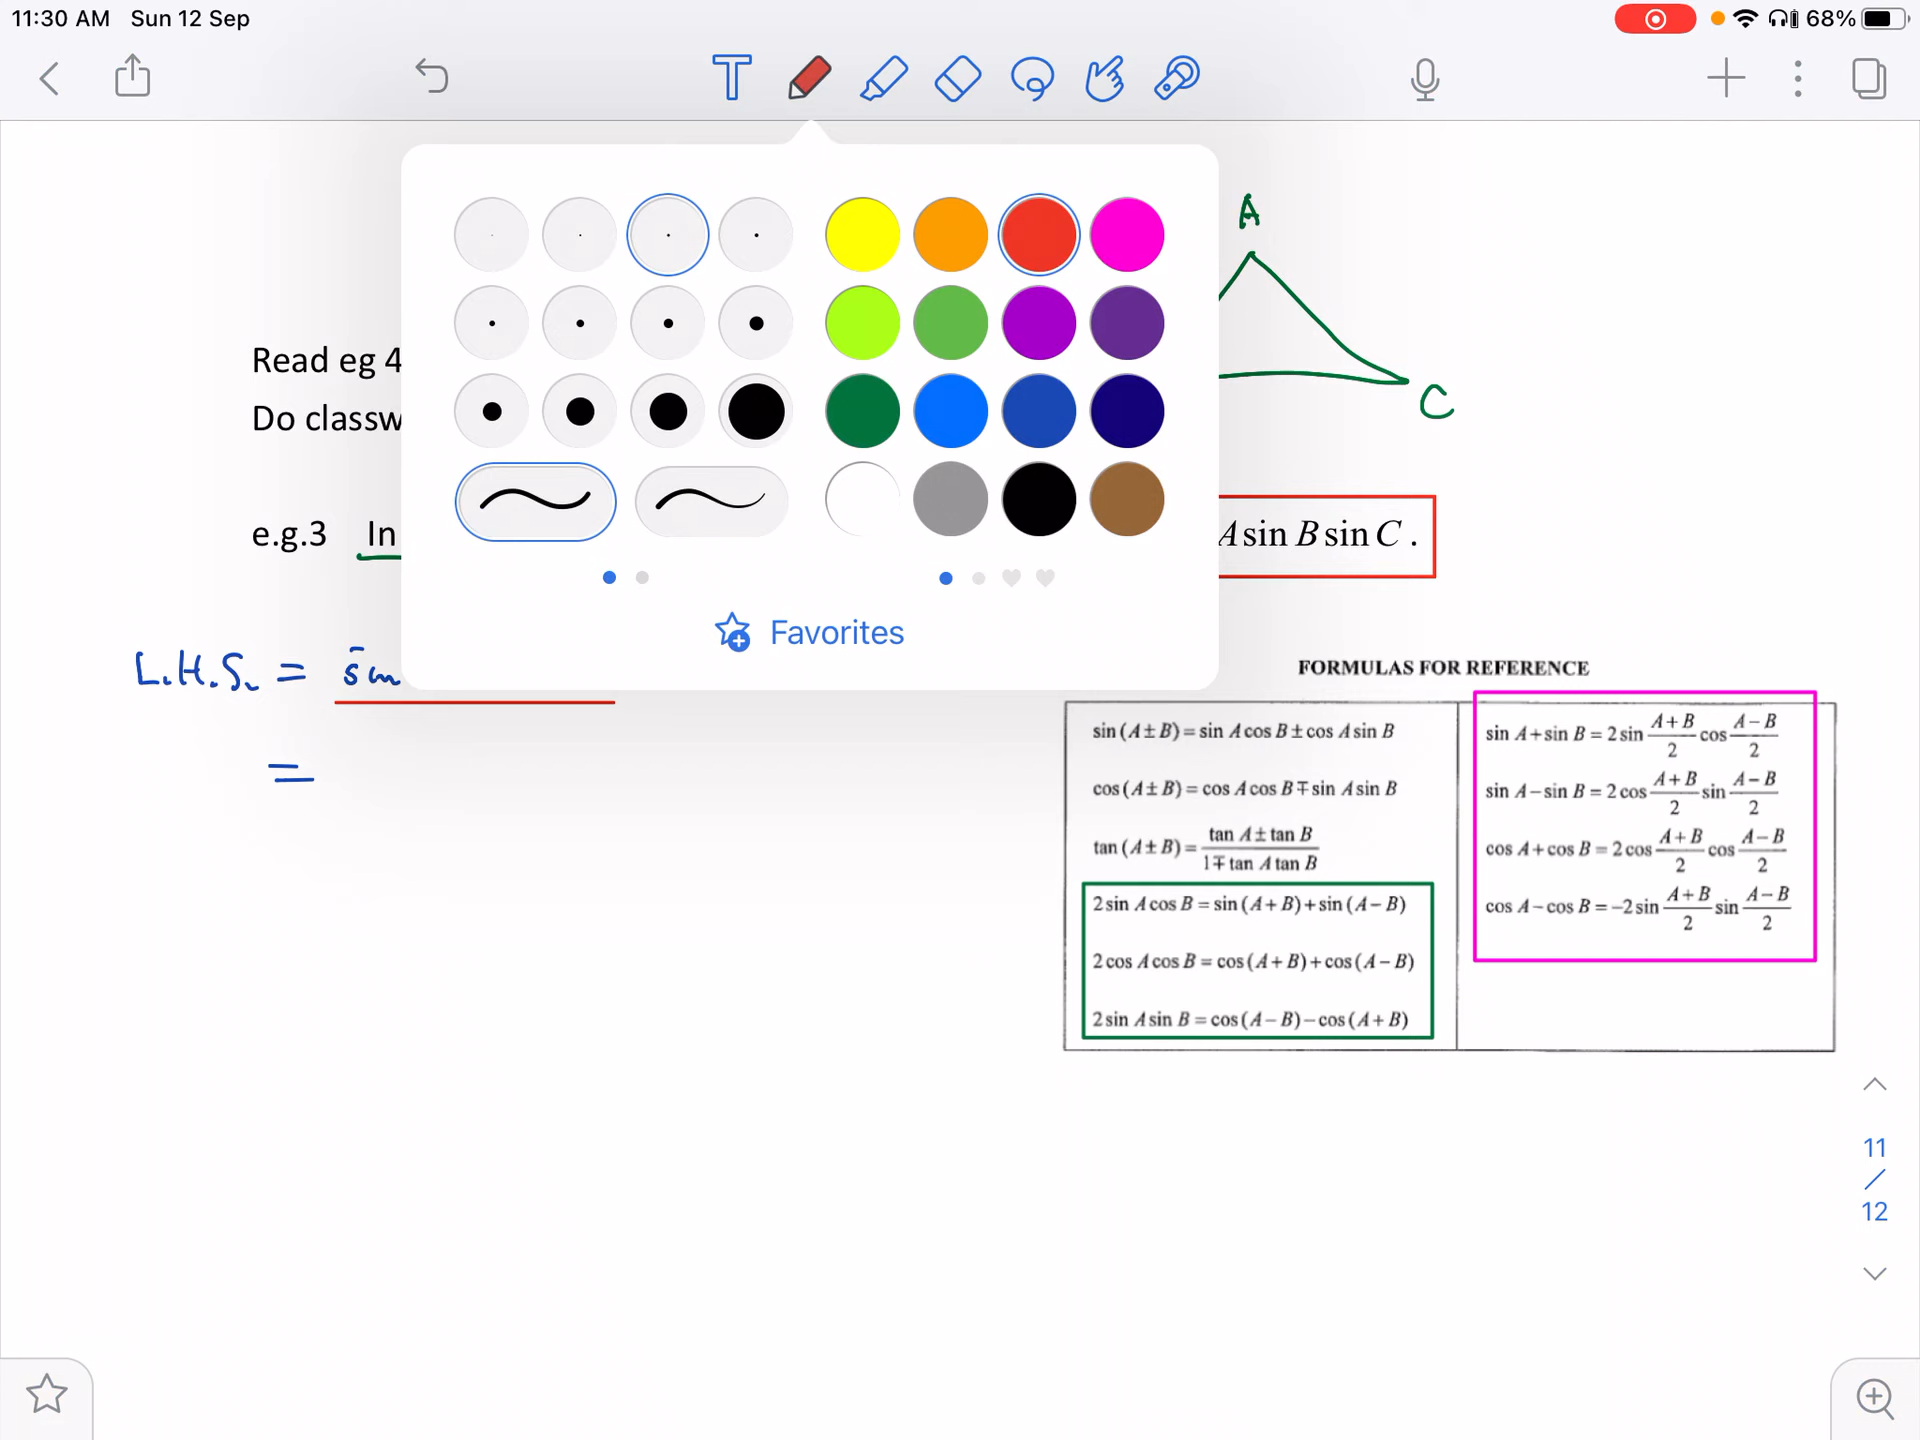 11:30 AM Sun 12 Sep 68%
T
A
C
Read eg 4
Do classw
e.g.3 In A sin B sin C .
L.H.S. = sin
=
Favorites
FORMULAS FOR REFERENCE
sin (A ± B) = sin A cos B ± cos A sin B
cos (A ± B) = cos A cos B ∓ sin A sin B
tan (A ± B) = (tan A ± tan B)/(1 ∓ tan A tan B)
2 sin A cos B = sin (A + B) + sin (A − B)
2 cos A cos B = cos (A + B) + cos (A − B)
2 sin A sin B = cos (A − B) − cos (A + B)
sin A + sin B = 2 sin (A + B)/2 cos (A − B)/2
sin A − sin B = 2 cos (A + B)/2 sin (A − B)/2
cos A + cos B = 2 cos (A + B)/2 cos (A − B)/2
cos A − cos B = −2 sin (A + B)/2 sin (A − B)/2
11
/
12